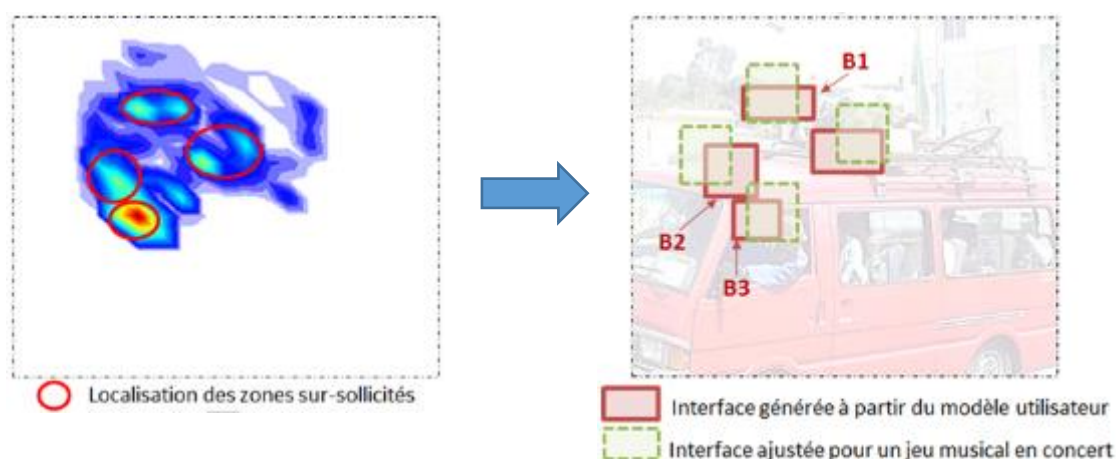 B1
B2
B3
Localisation des zones sur-sollicités
Interface générée à partir du modèle utilisateur
Interface ajustée pour un jeu musical en concert